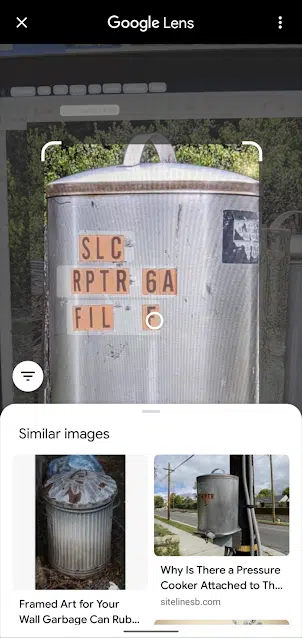 Google Lens
SLC
RPTR 6A
FIL F
Similar images
Framed Art for Your
Wall Garbage Can Rub...
Why Is There a Pressure
Cooker Attached to Th...
sitelinesb.com